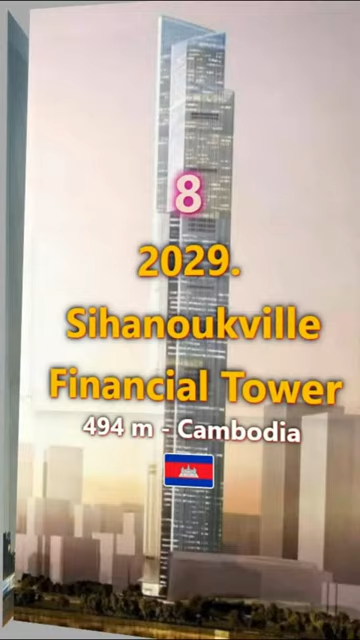 8
2029.
Sihanoukville
Financial Tower
494 m - Cambodia